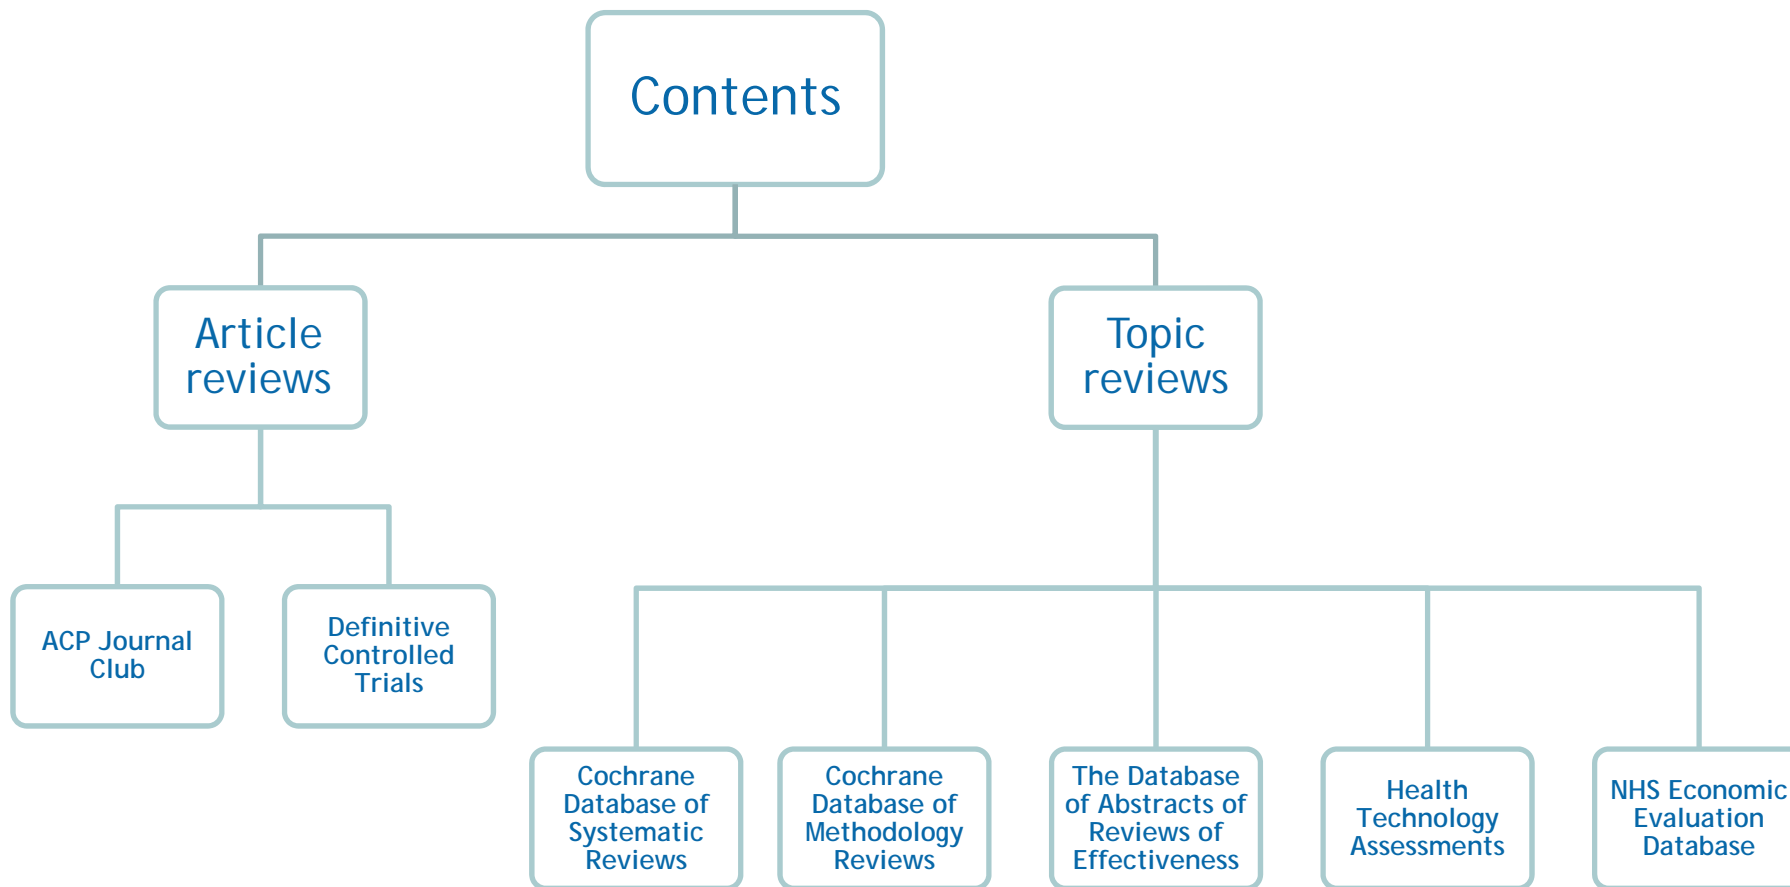 Contents
Article
reviews
Topic
reviews
ACP Journal
Club
Definitive
Controlled
Trials
Cochrane
Database of
Systematic
Reviews
Cochrane
Database of
Methodology
Reviews
The Database
of Abstracts of
Reviews of
Effectiveness
Health
Technology
Assessments
NHS Economic
Evaluation
Database